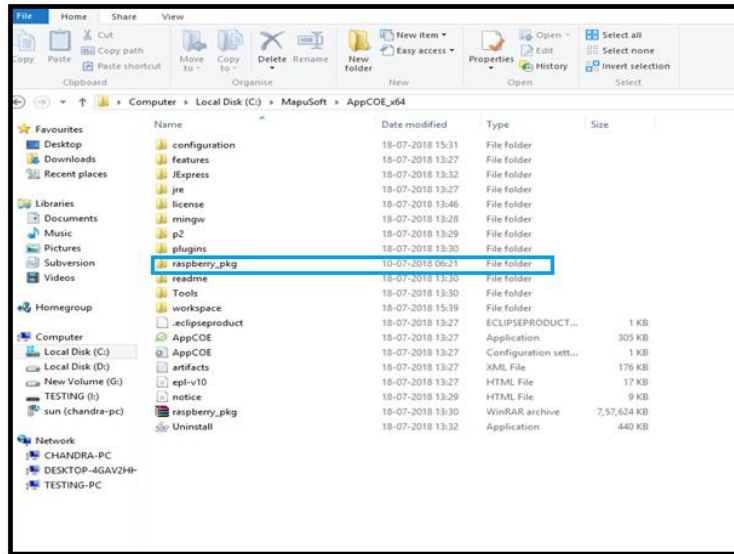 File Home Share View
Copy
Paste
Cut
Copy path
Paste shortcut
Clipboard
Move to
Copy to
Delete
Rename
Organise
New folder
New item
Easy access
New
Properties
Open
Edit
History
Open
Select all
Select none
Invert selection
Select
Computer Local Disk (C:) MapuSoft AppCOE_x64
Favourites
Desktop
Downloads
Recent places
Libraries
Documents
Music
Pictures
Subversion
Videos
Homegroup
Computer
Local Disk (C:)
Local Disk (D:)
New Volume (G:)
TESTING (I:)
sun (chandra-pc)
Network
CHANDRA-PC
DESKTOP-4GAV2HH
TESTING-PC
Name Date modified Type Size
configuration 18-07-2018 15:31 File folder
features 18-07-2018 13:27 File folder
JExpress 18-07-2018 13:32 File folder
jre 18-07-2018 13:27 File folder
license 18-07-2018 13:46 File folder
mingw 18-07-2018 13:28 File folder
p2 18-07-2018 13:29 File folder
plugins 18-07-2018 13:30 File folder
raspberry_pkg 10-07-2018 06:21 File folder
readme 18-07-2018 13:30 File folder
Tools 18-07-2018 13:30 File folder
workspace 18-07-2018 15:39 File folder
.eclipseproduct 18-07-2018 13:27 ECLIPSEPRODUCT... 1 KB
AppCOE 18-07-2018 13:27 Application 305 KB
AppCOE 18-07-2018 13:27 Configuration sett... 1 KB
artifacts 18-07-2018 13:27 XML File 176 KB
epl-v10 18-07-2018 13:27 HTML File 17 KB
notice 18-07-2018 13:29 HTML File 9 KB
raspberry_pkg 18-07-2018 13:30 WinRAR archive 7,57,624 KB
Uninstall 18-07-2018 13:32 Application 440 KB